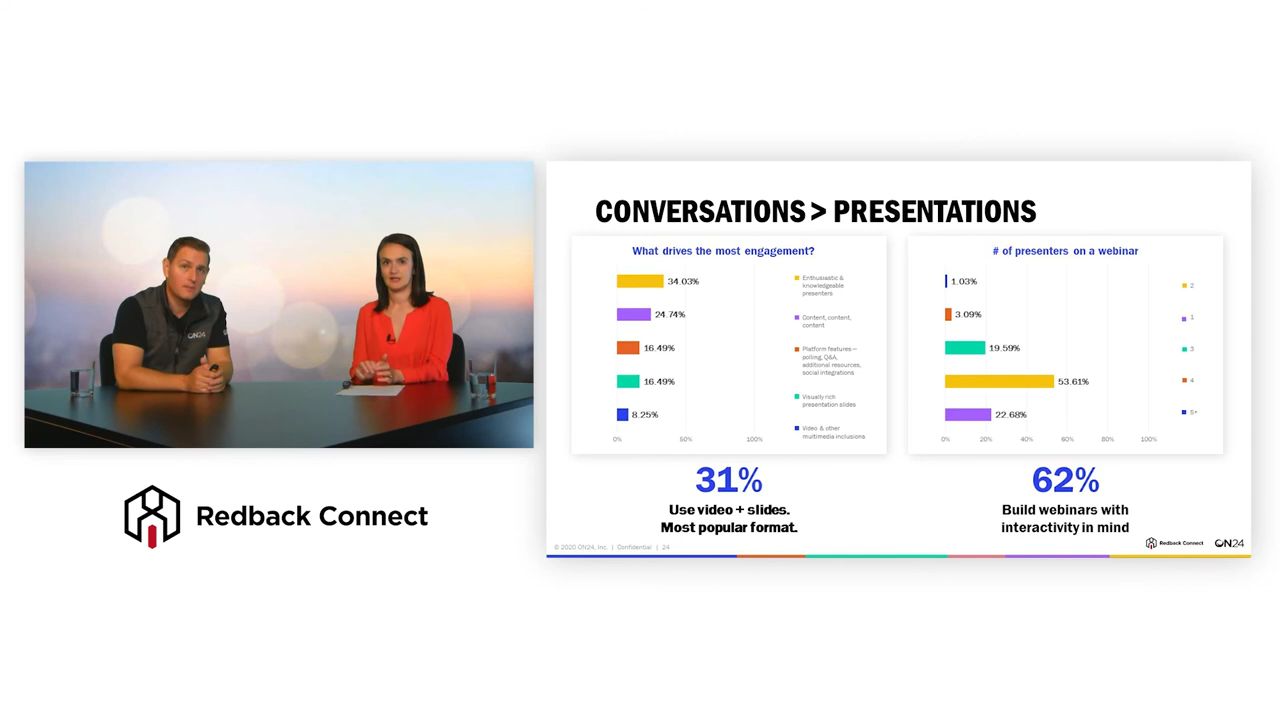 CONVERSATIONS > PRESENTATIONS
What drives the most engagement?
34.03%
24.74%
16.49%
16.49%
8.25%
0%
50%
100%
Enthusiastic &
knowledgeable
presenters
Content, content,
content
Platform features –
polling, Q&A,
additional resources,
social integrations
Visually rich
presentation slides
Video & other
multimedia inclusions
# of presenters on a webinar
1.03%
3.09%
19.59%
53.61%
22.68%
0%
20%
40%
60%
80%
100%
2
1
3
4
5+
31%
Use video + slides.
Most popular format.
62%
Build webinars with
interactivity in mind
© 2020 ON24, Inc. | Confidential | 24
Redback Connect
ON24
ON24
Redback Connect